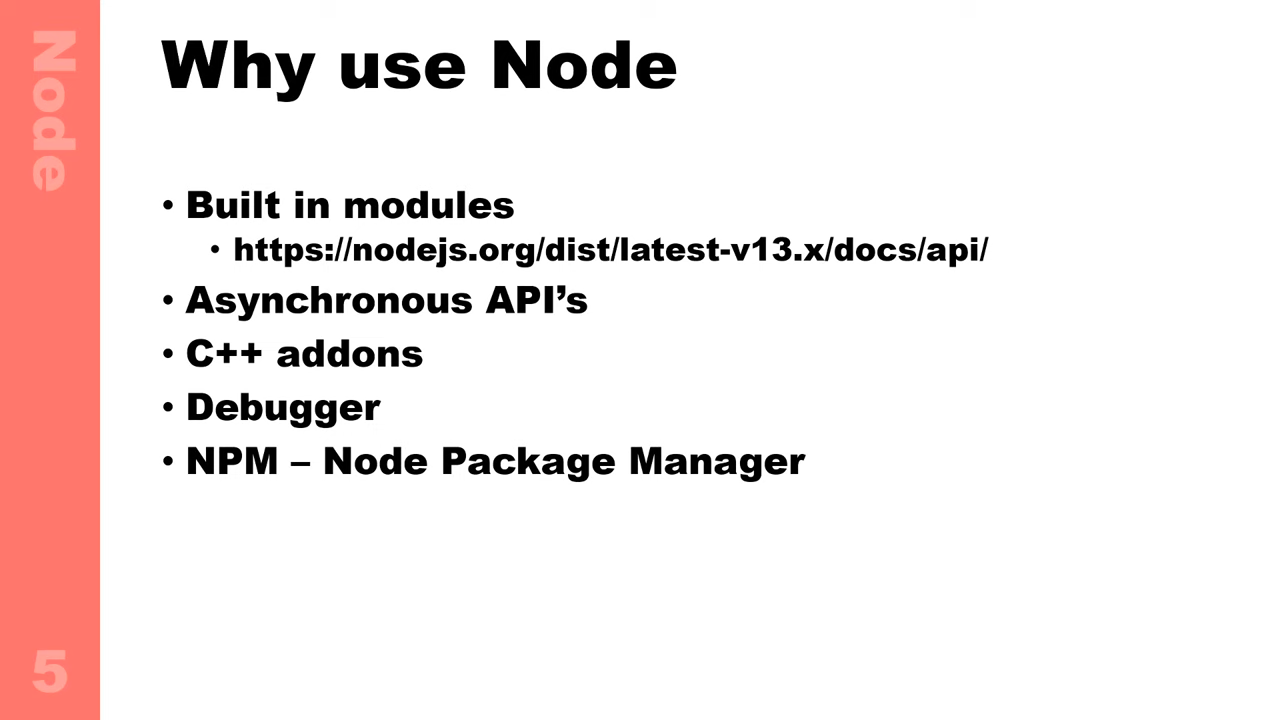 Node
Why use Node
• Built in modules
• https://nodejs.org/dist/latest-v13.x/docs/api/
• Asynchronous API’s
• C++ addons
• Debugger
• NPM – Node Package Manager
5